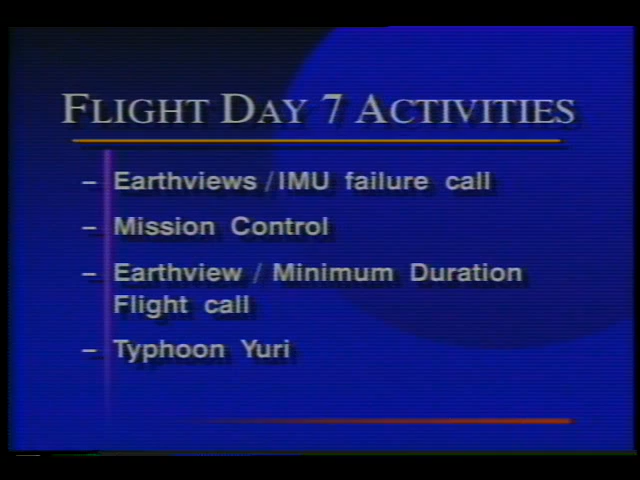 FLIGHT DAY 7 ACTIVITIES
– Earthviews / IMU failure call
– Mission Control
– Earthview / Minimum Duration
Flight call
– Typhoon Yuri